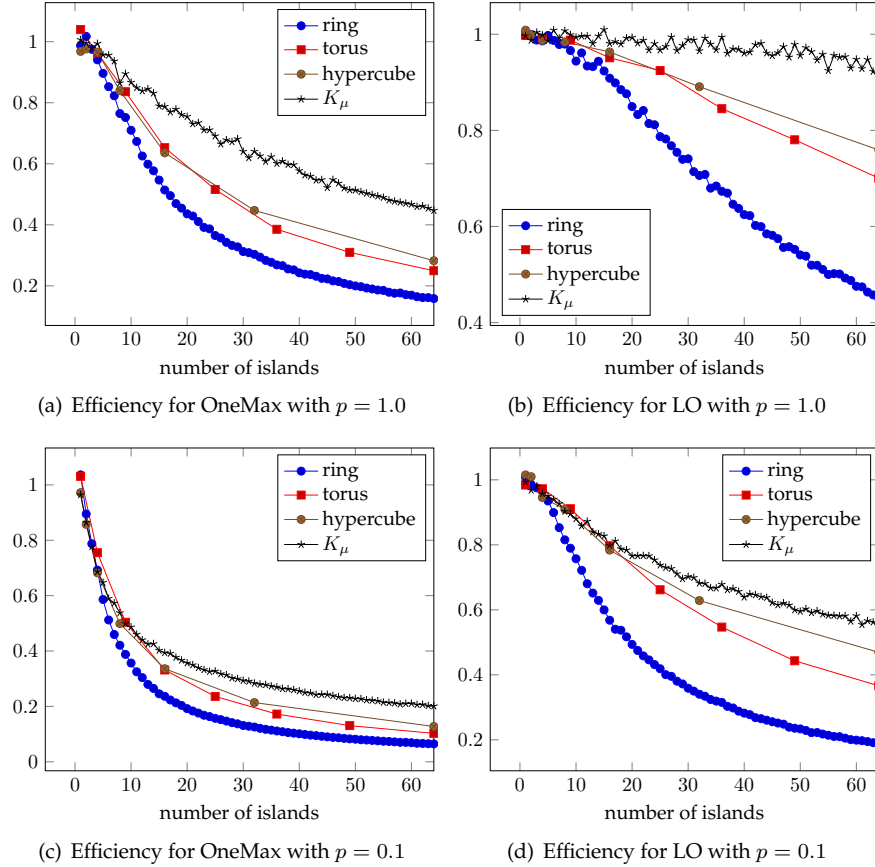 1
0.8
0.6
0.4
0.2
0
10
20
30
40
50
60
number of islands
ring
torus
hypercube
Kμ
(a) Efficiency for OneMax with p = 1.0
1
0.8
0.6
0.4
0
10
20
30
40
50
60
number of islands
ring
torus
hypercube
Kμ
(b) Efficiency for LO with p = 1.0
1
0.8
0.6
0.4
0.2
0
0
10
20
30
40
50
60
number of islands
ring
torus
hypercube
Kμ
(c) Efficiency for OneMax with p = 0.1
1
0.8
0.6
0.4
0.2
0
10
20
30
40
50
60
number of islands
ring
torus
hypercube
Kμ
(d) Efficiency for LO with p = 0.1